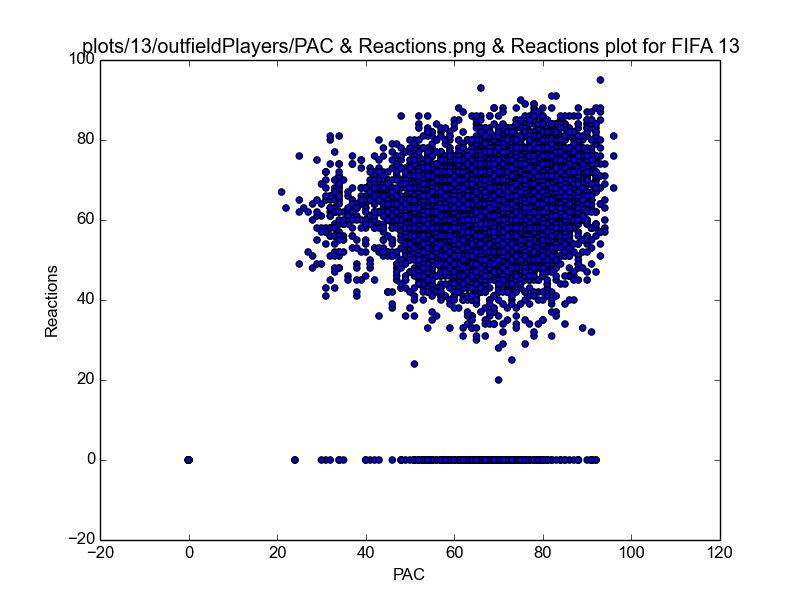 plots/13/outfieldPlayers/PAC & Reactions.png & Reactions plot for FIFA 13
100
80
60
40
20
0
−20
Reactions
−20 0 20 40 60 80 100 120
PAC